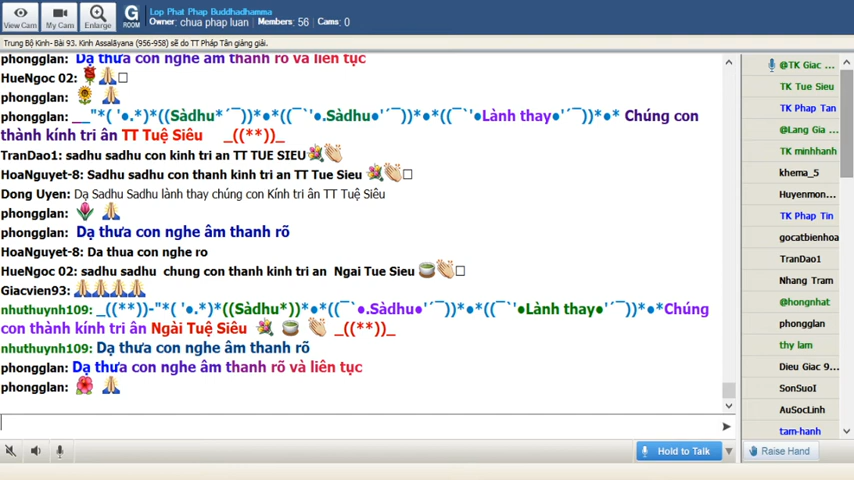 View Cam
My Cam
Enlarge
G
ROOM
Lop Phat Phap Buddhadhamma
Owner: chua phap luan Members: 56 Cams: 0
Trung Bộ Kinh- Bài 93. Kinh Assalāyana (956-958) sẽ do TT Pháp Tân giảng giải.
phongglan: Dạ thưa con nghe âm thanh rõ và liên tục
HueNgoc 02:
phongglan:
phongglan: __"*( '●.*)*((Sàdhu*´¯`)*●*((¯`'●.Sàdhu●'´¯`)*●*((¯`'●Lành thay●'´¯`)*●* Chúng con
thành kính tri ân TT Tuệ Siêu _((**))_
TranDao1: sadhu sadhu con kinh tri an TT TUE SIEU
HoaNguyet-8: Sadhu sadhu con thanh kinh tri an TT Tue Sieu
Dong Uyen: Dạ Sadhu Sadhu lành thay chúng con Kính tri ân TT Tuệ Siêu
phongglan:
phongglan: Dạ thưa con nghe âm thanh rõ
HoaNguyet-8: Da thua con nghe ro
HueNgoc 02: sadhu sadhu chung con thanh kinh tri an Ngai Tue Sieu
Giacvien93:
nhuthuynh109: _((**))-"*( '●.*)*((Sàdhu*))*●*((¯`●.Sàdhu●'´¯`))*●*((¯`'●Lành thay●'´¯`))*●*Chúng
con thành kính tri ân Ngài Tuệ Siêu _((**))_
nhuthuynh109: Dạ thưa con nghe âm thanh rõ
phongglan: Dạ thưa con nghe âm thanh rõ và liên tục
phongglan:
Hold to Talk
Raise Hand
@TK Giac ...
TK Tue Sieu
TK Phap Tan
@Lang Gia ...
TK minhhanh
khema_5
Huyenmon...
TK Phap Tin
gocatbienhoa
TranDao1
Nhang Tram
@hongnhat
phongglan
thy lam
Dieu Giac 9...
SonSuoI
AuSocLinh
tam-hanh